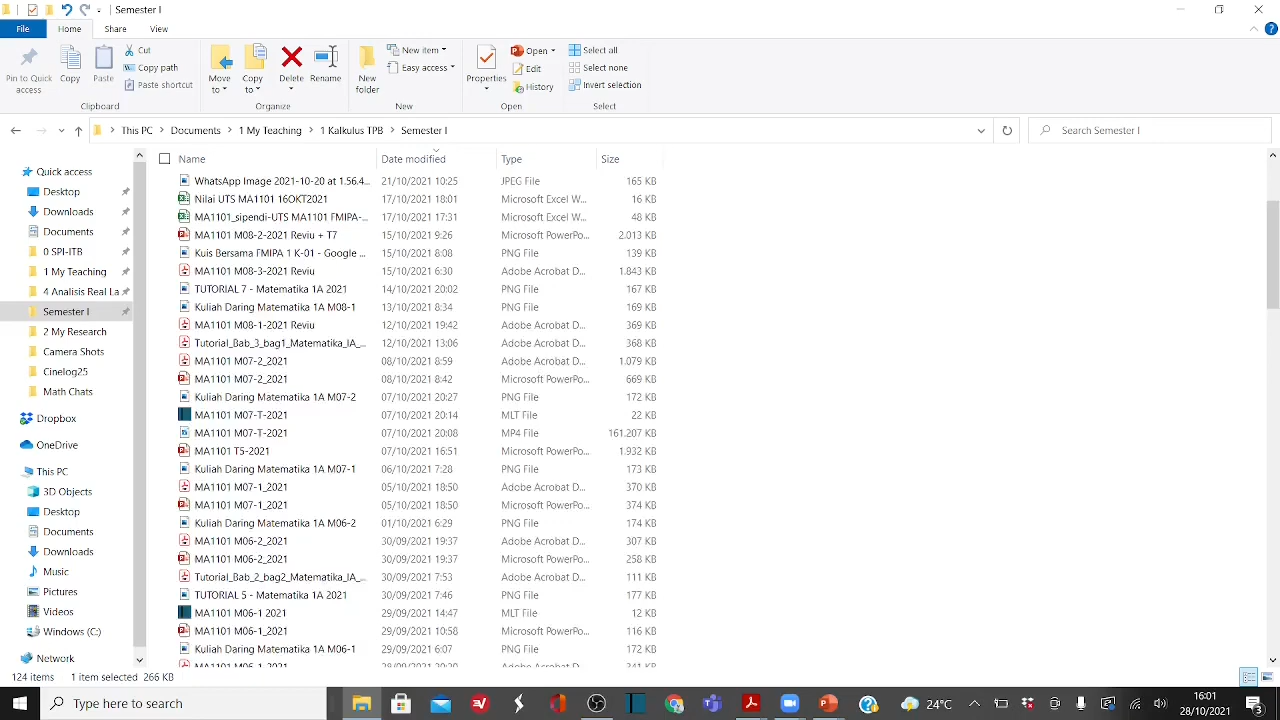 Semester I
File Home Share View
Pin to Quick access
Copy
Paste
Cut
Copy path
Paste shortcut
Clipboard
Move to
Copy to
Delete
Rename
Organize
New folder
New item
Easy access
New
Properties
Open
Edit
History
Open
Select all
Select none
Invert selection
Select
This PC > Documents > 1 My Teaching > 1 Kalkulus TPB > Semester I
Search Semester I
Quick access
Desktop
Downloads
Documents
0 SPI-ITB
1 My Teaching
4 Analisis Real La
Semester I
2 My Research
Camera Shots
Cinelog25
Math Chats
Dropbox
OneDrive
This PC
3D Objects
Desktop
Documents
Downloads
Music
Pictures
Videos
Windows (C:)
Network
Name Date modified Type Size
WhatsApp Image 2021-10-20 at 1.56.4... 21/10/2021 10:25 JPEG File 165 KB
Nilai UTS MA1101 16OKT2021 17/10/2021 18:01 Microsoft Excel W... 16 KB
MA1101_sipendi-UTS MA1101 FMIPA-... 17/10/2021 17:31 Microsoft Excel W... 48 KB
MA1101 M08-2-2021 Reviu + T7 15/10/2021 9:26 Microsoft PowerPo... 2.013 KB
Kuis Bersama FMIPA 1 K-01 - Google ... 15/10/2021 8:08 PNG File 139 KB
MA1101 M08-3-2021 Reviu 15/10/2021 6:30 Adobe Acrobat D... 1.843 KB
TUTORIAL 7 - Matematika 1A 2021 14/10/2021 20:02 PNG File 167 KB
Kuliah Daring Matematika 1A M08-1 13/10/2021 8:34 PNG File 169 KB
MA1101 M08-1-2021 Reviu 12/10/2021 19:42 Adobe Acrobat D... 369 KB
Tutorial_Bab_3_bag1_Matematika_IA_... 12/10/2021 13:06 Adobe Acrobat D... 368 KB
MA1101 M07-2_2021 08/10/2021 8:59 Adobe Acrobat D... 1.079 KB
MA1101 M07-2_2021 08/10/2021 8:42 Microsoft PowerPo... 669 KB
Kuliah Daring Matematika 1A M07-2 07/10/2021 20:27 PNG File 172 KB
MA1101 M07-T-2021 07/10/2021 20:14 MLT File 22 KB
MA1101 M07-T-2021 07/10/2021 20:08 MP4 File 161.207 KB
MA1101 T5-2021 07/10/2021 16:51 Microsoft PowerPo... 1.932 KB
Kuliah Daring Matematika 1A M07-1 06/10/2021 7:28 PNG File 173 KB
MA1101 M07-1_2021 05/10/2021 18:50 Adobe Acrobat D... 370 KB
MA1101 M07-1_2021 05/10/2021 18:50 Microsoft PowerPo... 374 KB
Kuliah Daring Matematika 1A M06-2 01/10/2021 6:29 PNG File 174 KB
MA1101 M06-2_2021 30/09/2021 19:37 Adobe Acrobat D... 307 KB
MA1101 M06-2_2021 30/09/2021 19:37 Microsoft PowerPo... 258 KB
Tutorial_Bab_2_bag2_Matematika_IA_... 30/09/2021 7:53 Adobe Acrobat D... 111 KB
TUTORIAL 5 - Matematika 1A 2021 30/09/2021 7:46 PNG File 177 KB
MA1101 M06-1 2021 29/09/2021 14:47 MLT File 12 KB
MA1101 M06-1_2021 29/09/2021 10:58 Microsoft PowerPo... 116 KB
Kuliah Daring Matematika 1A M06-1 29/09/2021 6:07 PNG File 172 KB
124 items 1 item selected 266 KB
Type here to search
24°C
16:01
28/10/2021